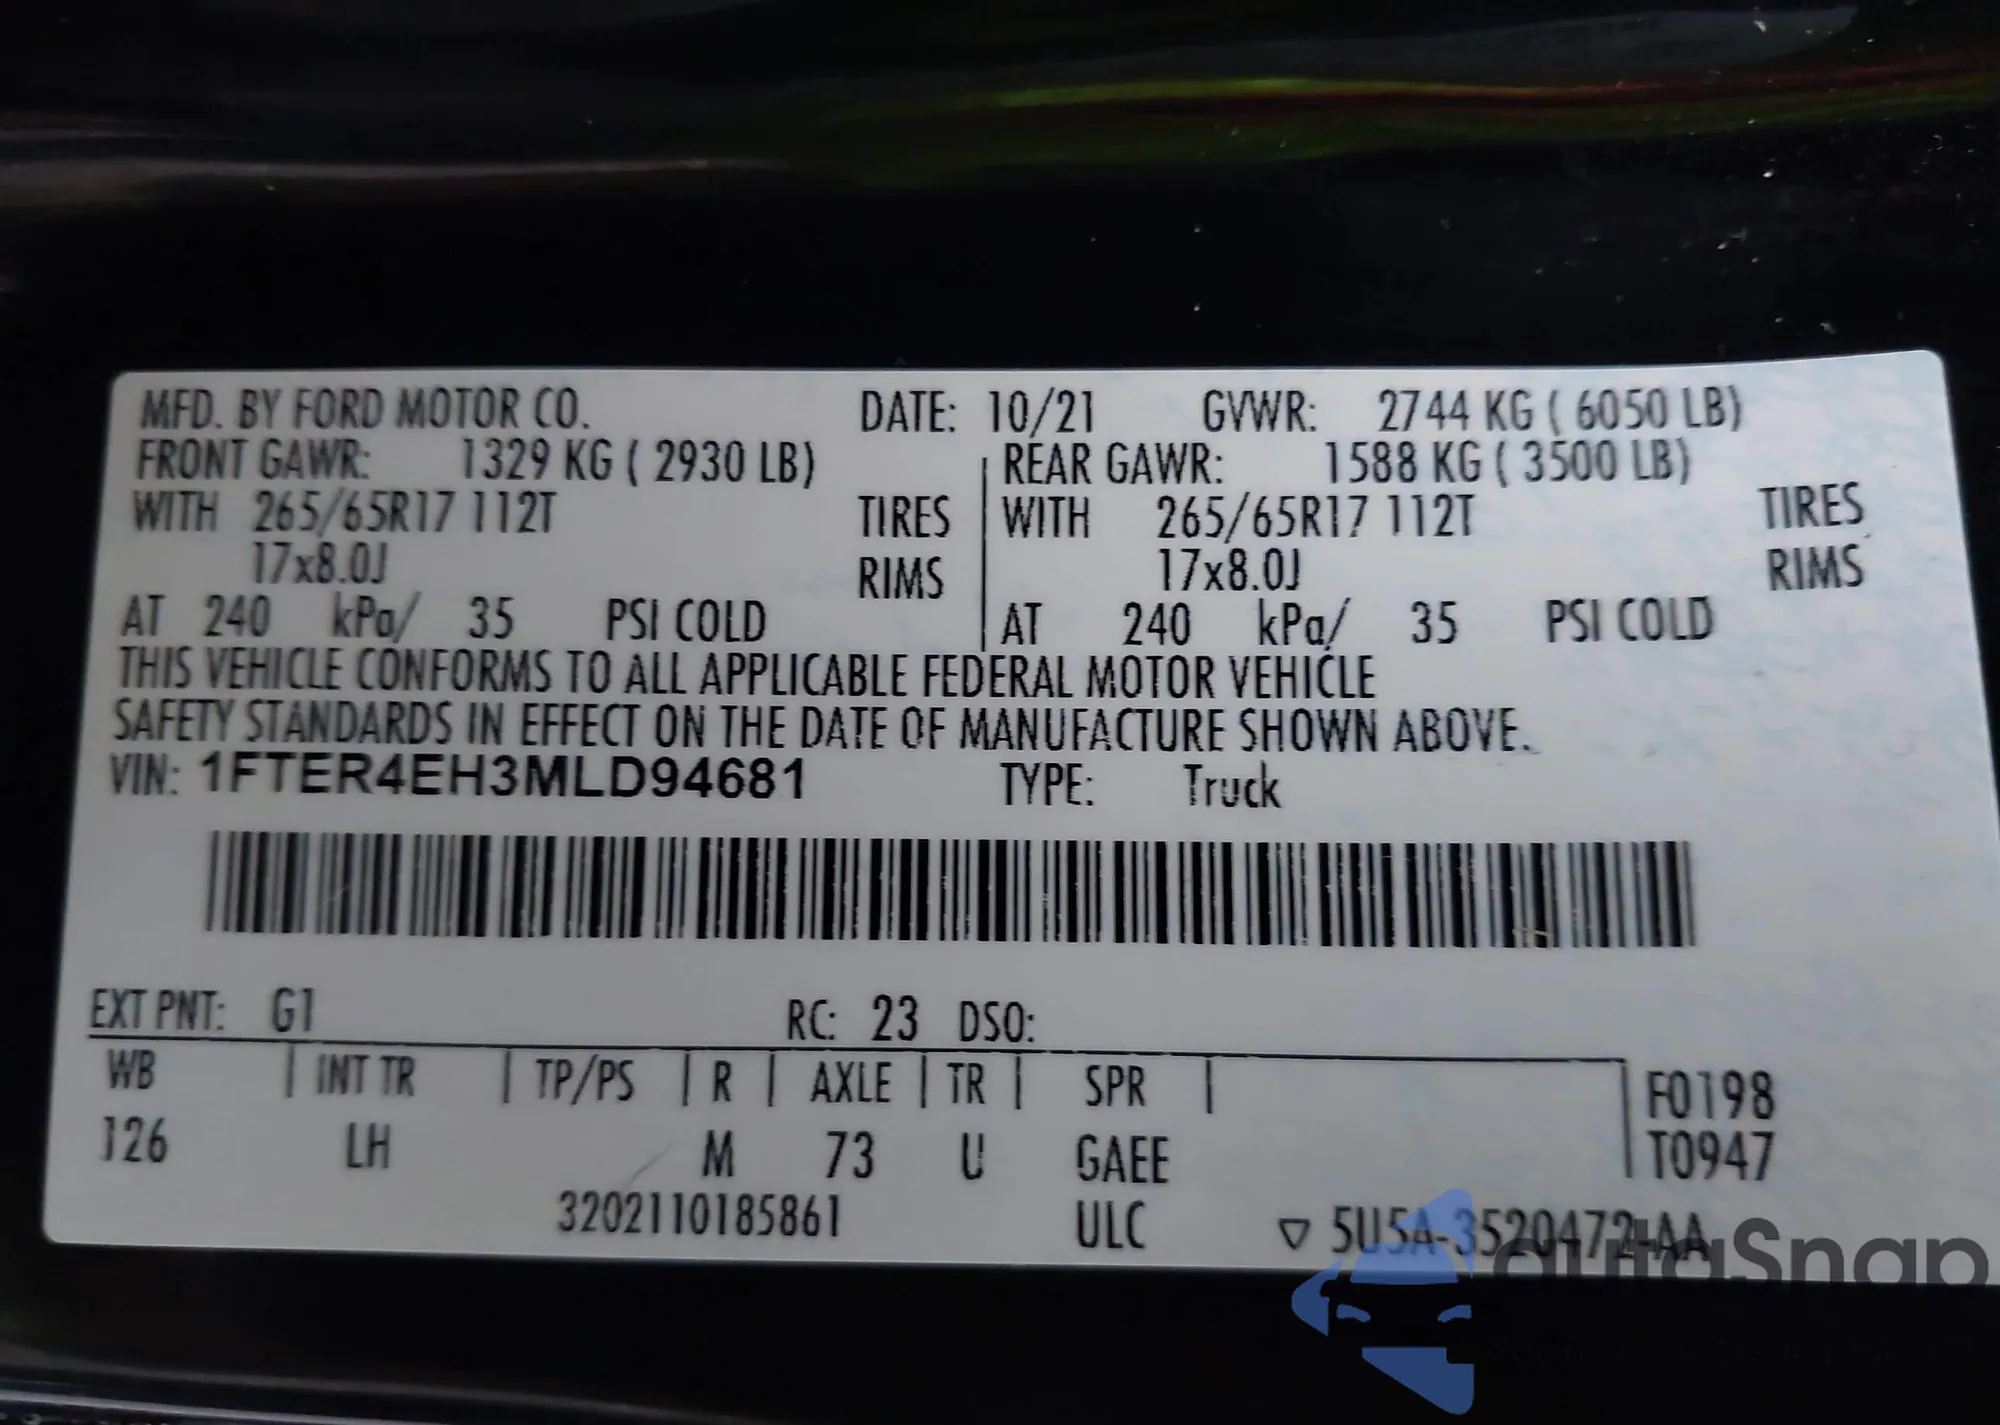 MFD. BY FORD MOTOR CO. DATE: 10/21 GVWR: 2744 KG ( 6050 LB)
FRONT GAWR: 1329 KG ( 2930 LB) REAR GAWR: 1588 KG ( 3500 LB)
WITH 265/65R17 112T TIRES WITH 265/65R17 112T TIRES
17x8.0J RIMS 17x8.0J RIMS
AT 240 kPa/ 35 PSI COLD AT 240 kPa/ 35 PSI COLD
THIS VEHICLE CONFORMS TO ALL APPLICABLE FEDERAL MOTOR VEHICLE
SAFETY STANDARDS IN EFFECT ON THE DATE OF MANUFACTURE SHOWN ABOVE.
VIN: 1FTER4EH3MLD94681 TYPE: Truck
EXT PNT: G1 RC: 23 DSO:
WB INT TR TP/PS R AXLE TR SPR F0198
126 LH M 73 U GAEE T0947
3202110185861 ULC ▽ 5U5A-3520472-AA
autoSnap